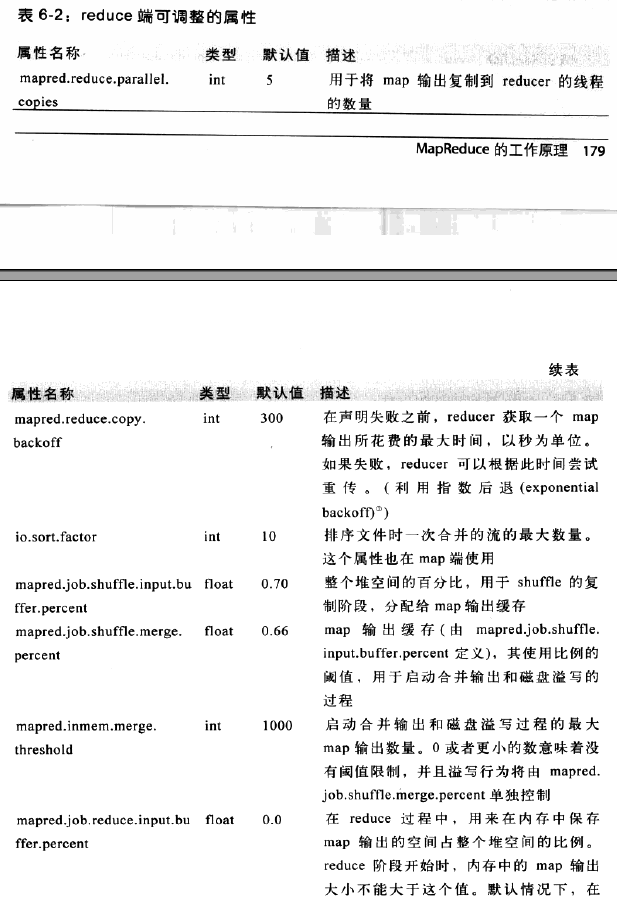 表 6-2：reduce 端可调整的属性
属性名称 类型 默认值 描述
mapred.reduce.parallel. int 5 用于将 map 输出复制到 reducer 的线程
copies 的数量
MapReduce 的工作原理 179
续表
属性名称 类型 默认值 描述
mapred.reduce.copy. int 300 在声明失败之前，reducer 获取一个 map
backoff 输出所花费的最大时间，以秒为单位。
如果失败，reducer 可以根据此时间尝试
重传。(利用指数后退(exponential
backoff)①)
io.sort.factor int 10 排序文件时一次合并的流的最大数量。
这个属性也在 map 端使用
mapred.job.shuffle.input.bu float 0.70 整个堆空间的百分比，用于 shuffle 的复
ffer.percent 制阶段，分配给 map 输出缓存
mapred.job.shuffle.merge. float 0.66 map 输出缓存(由 mapred.job.shuffle.
percent input.buffer.percent 定义)，其使用比例的
阈值，用于启动合并输出和磁盘溢写的
过程
mapred.inmem.merge. int 1000 启动合并输出和磁盘溢写过程的最大
threshold map 输出数量。0 或者更小的数意味着没
有阈值限制，并且溢写行为将由 mapred.
job.shuffle.merge.percent 单独控制
mapred.job.reduce.input.bu float 0.0 在 reduce 过程中，用来在内存中保存
ffer.percent map 输出的空间占整个堆空间的比例。
reduce 阶段开始时，内存中的 map 输出
大小不能大于这个值。默认情况下，在